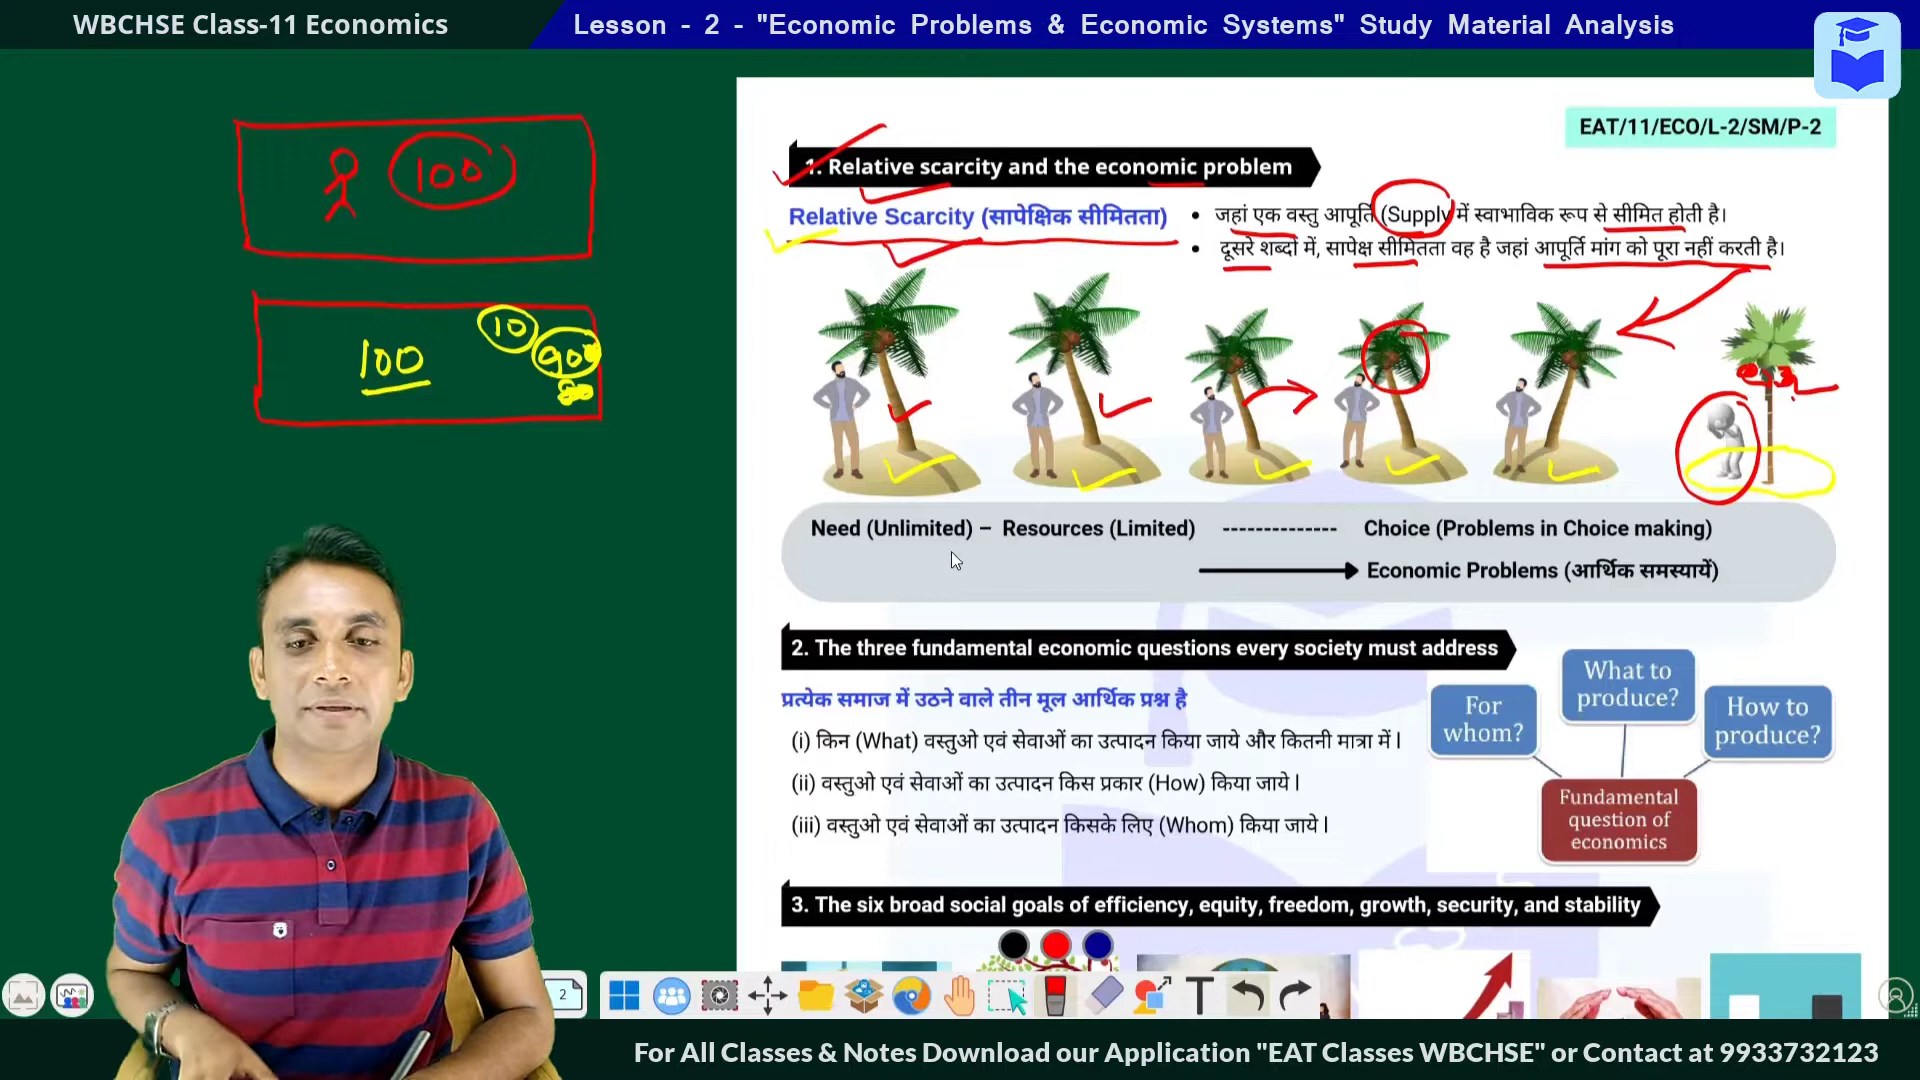 WBCHSE Class-11 Economics
Lesson - 2 - "Economic Problems & Economic Systems" Study Material Analysis
EAT/11/ECO/L-2/SM/P-2
100
10
90
100
1. Relative scarcity and the economic problem
Relative Scarcity (सापेक्षिक सीमितता)
• जहां एक वस्तु आपूर्ति (Supply में स्वाभाविक रूप से सीमित होती है।
• दूसरे शब्दों में, सापेक्ष सीमितता वह है जहां आपूर्ति मांग को पूरा नहीं करती है।
Need (Unlimited) – Resources (Limited) ------------- Choice (Problems in Choice making)
Economic Problems (आर्थिक समस्यायें)
2. The three fundamental economic questions every society must address
प्रत्येक समाज में उठने वाले तीन मूल आर्थिक प्रश्न है
(i) किन (What) वस्तुओ एवं सेवाओं का उत्पादन किया जाये और कितनी मात्रा में l
(ii) वस्तुओ एवं सेवाओं का उत्पादन किस प्रकार (How) किया जाये l
(iii) वस्तुओ एवं सेवाओं का उत्पादन किसके लिए (Whom) किया जाये l
For whom?
What to produce?
How to produce?
Fundamental question of economics
3. The six broad social goals of efficiency, equity, freedom, growth, security, and stability
2
T
For All Classes & Notes Download our Application "EAT Classes WBCHSE" or Contact at 9933732123